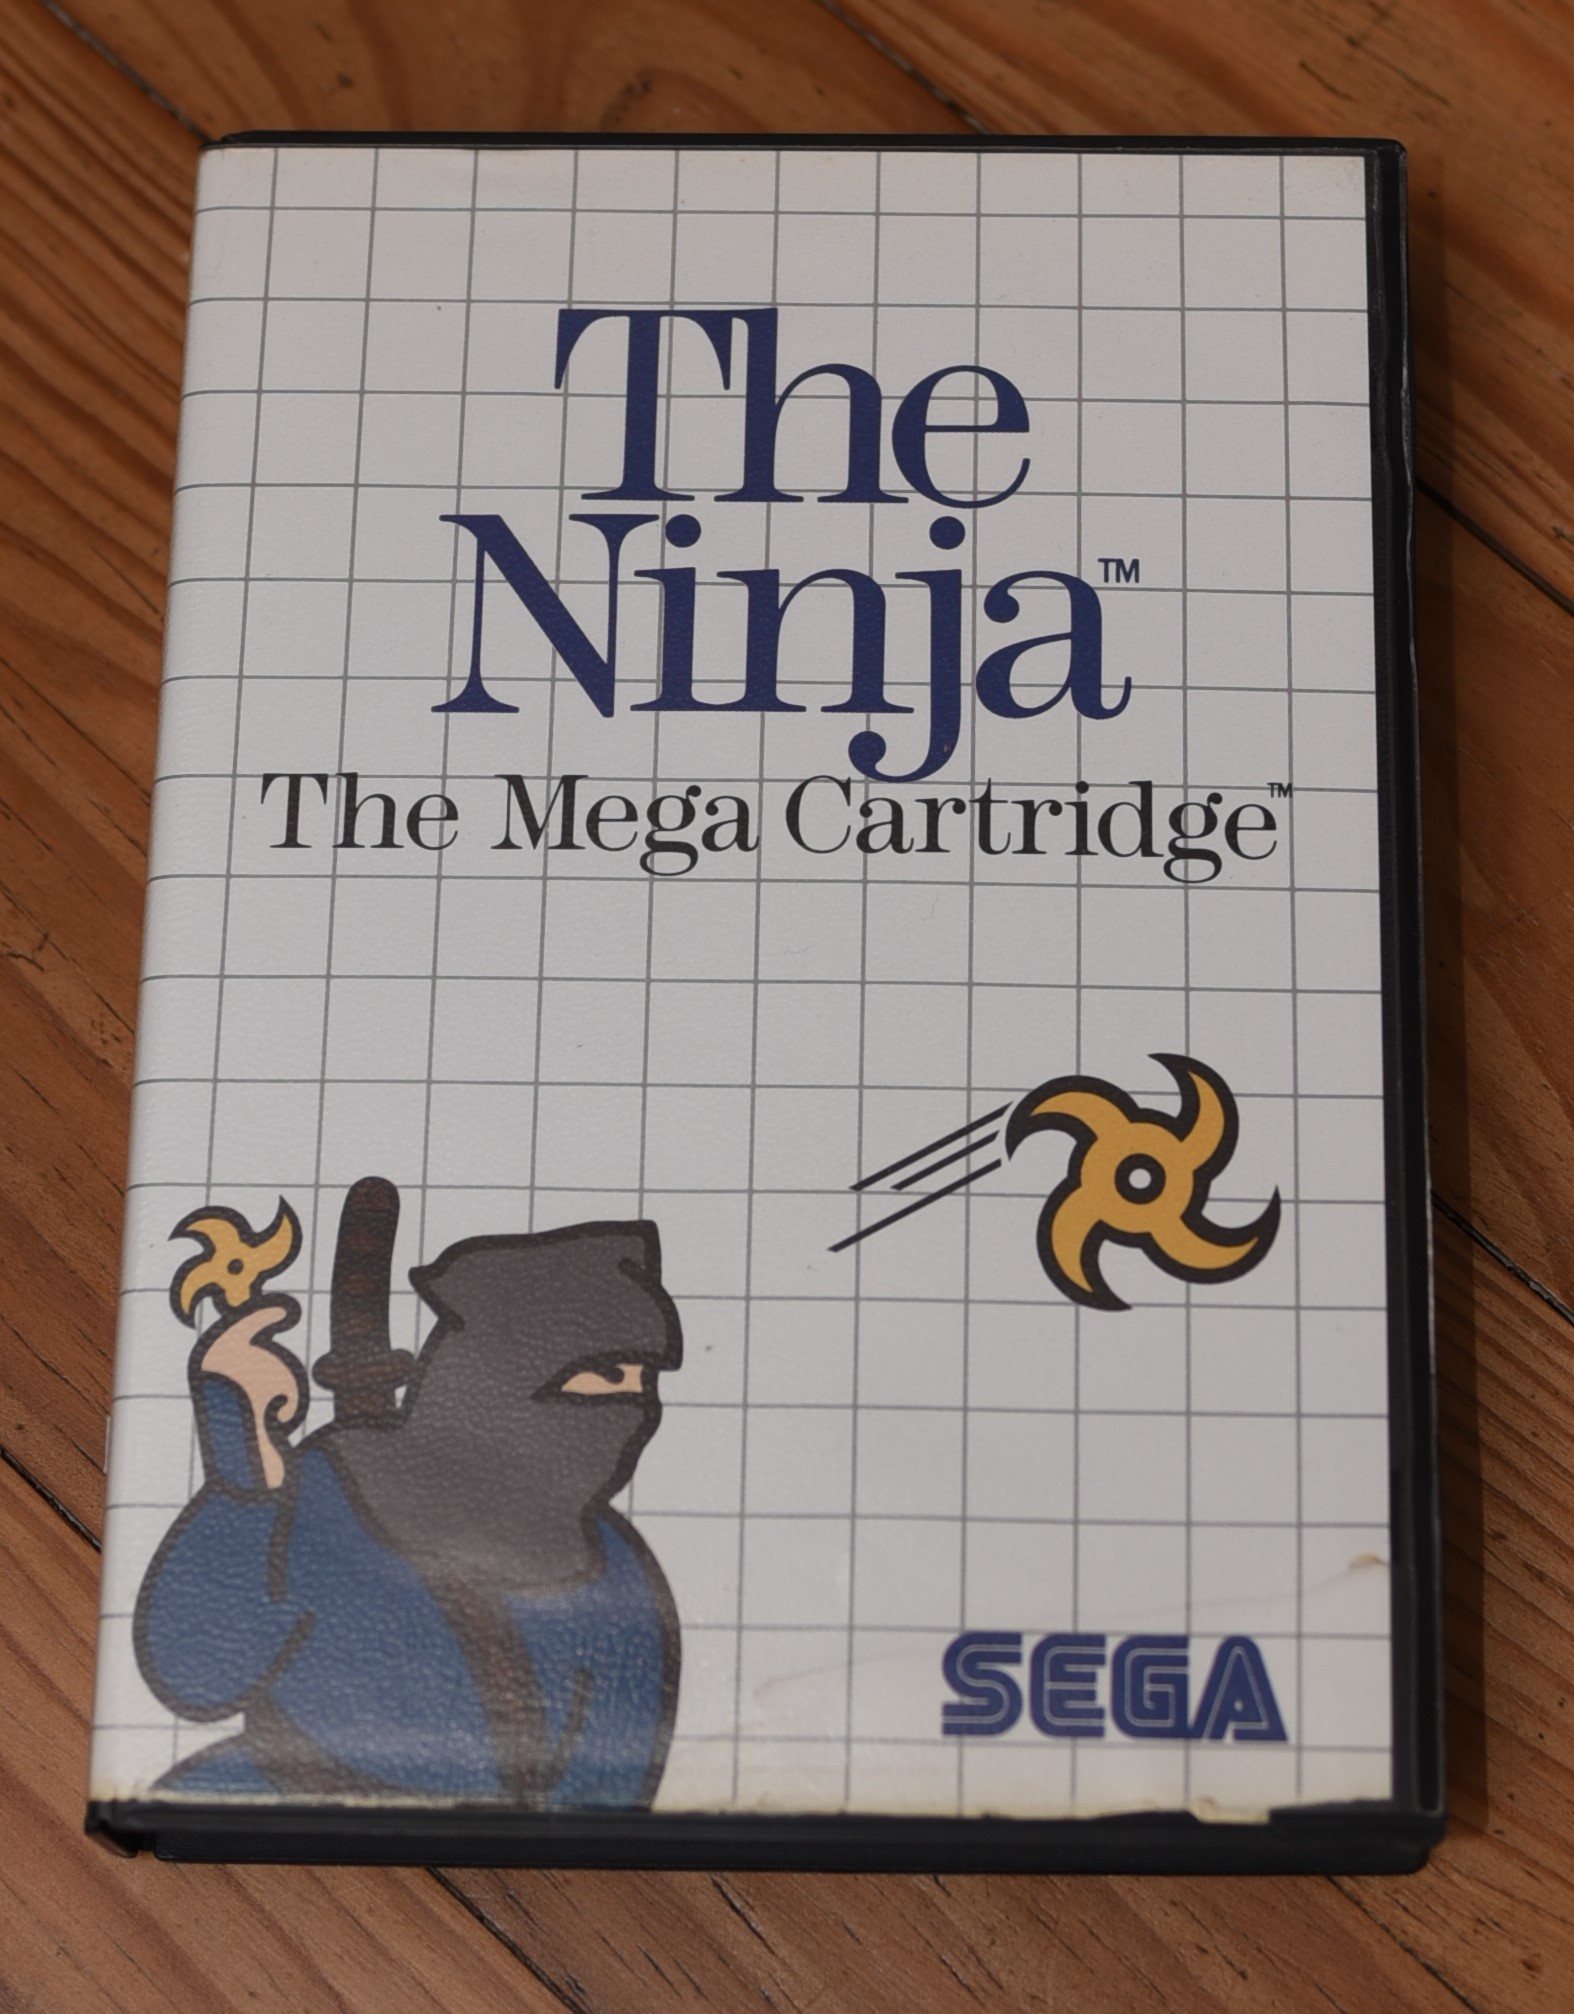 The
Ninja™
The Mega Cartridge™
SEGA